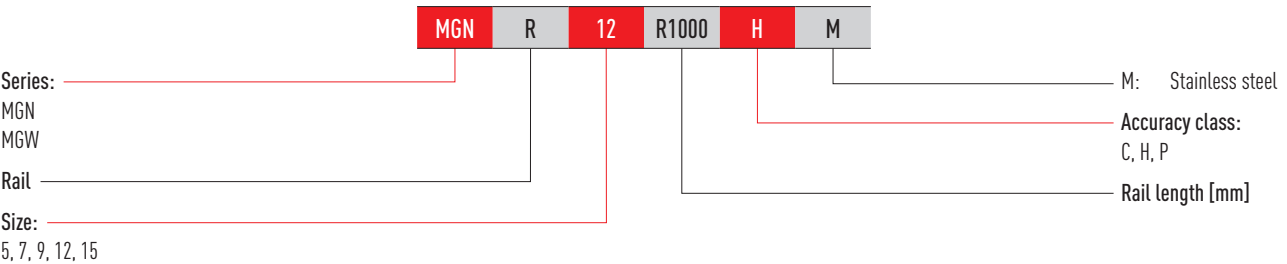 MGN R 12 R1000 H M
Series:
MGN
MGW
Rail
Size:
5, 7, 9, 12, 15
M: Stainless steel
Accuracy class:
C, H, P
Rail length [mm]